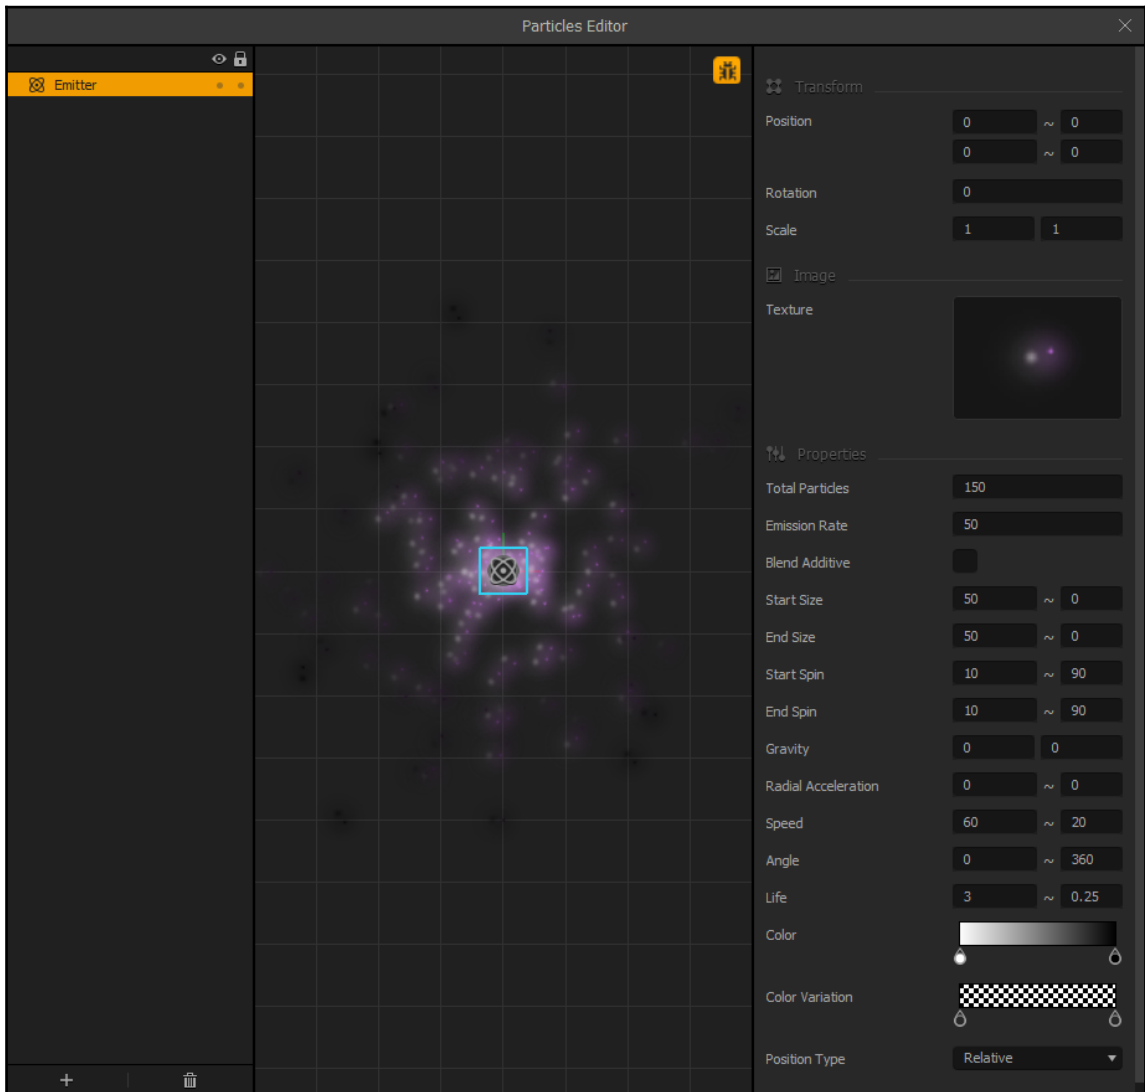 Particles Editor
Emitter
Transform
Position 0 ~ 0
0 ~ 0
Rotation 0
Scale 1 1
Image
Texture
Properties
Total Particles 150
Emission Rate 50
Blend Additive
Start Size 50 ~ 0
End Size 50 ~ 0
Start Spin 10 ~ 90
End Spin 10 ~ 90
Gravity 0 0
Radial Acceleration 0 ~ 0
Speed 60 ~ 20
Angle 0 ~ 360
Life 3 ~ 0.25
Color
Color Variation
Position Type Relative